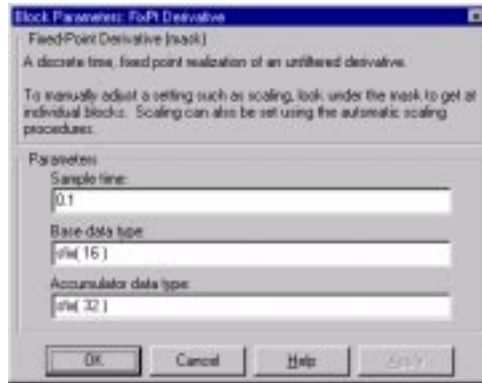 Block Parameters: FixPt Derivative
Fixed-Point Derivative (mask)
A discrete time, fixed point realization of an unfiltered derivative.
To manually adjust a setting such as scaling, look under the mask to get at
individual blocks. Scaling can also be set using the automatic scaling
procedures.
Parameters
Sample time:
0.1
Base data type:
sfix( 16 )
Accumulator data type:
sfix( 32 )
OK
Cancel
Help
Apply